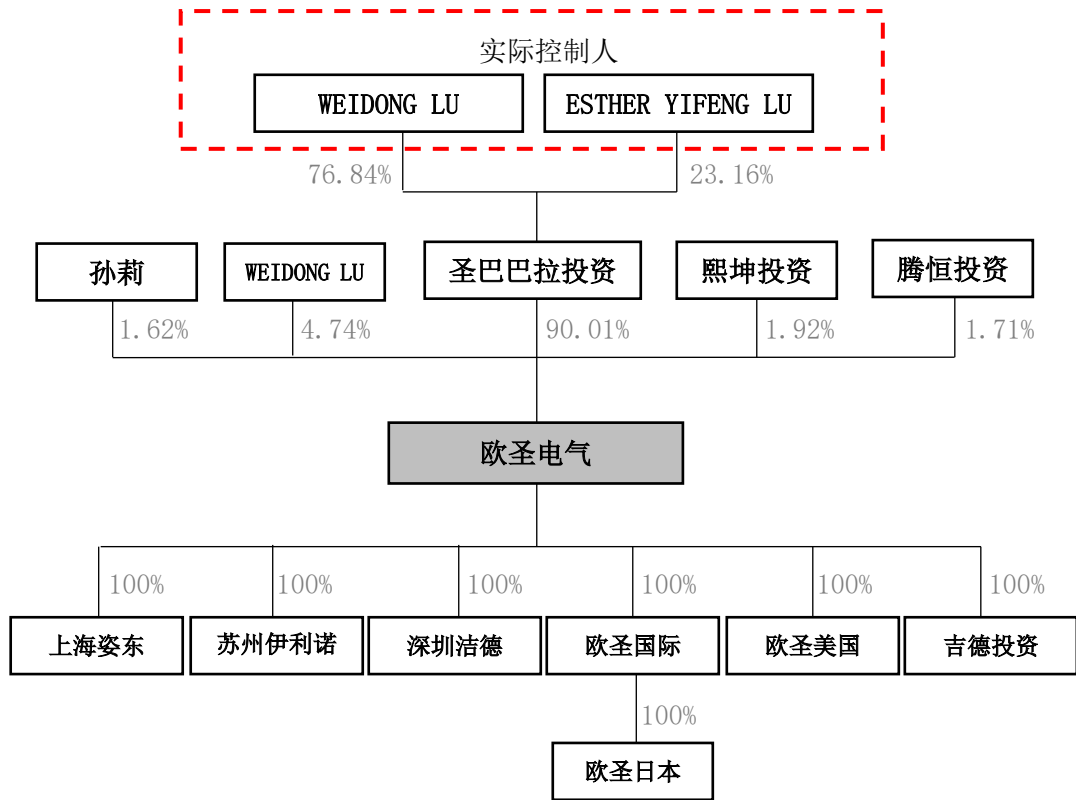 实际控制人
WEIDONG LU
ESTHER YIFENG LU
76.84%
23.16%
孙莉
WEIDONG LU
圣巴巴拉投资
熙坤投资
腾恒投资
1.62%
4.74%
90.01%
1.92%
1.71%
欧圣电气
100%
100%
100%
100%
100%
100%
上海姿东
苏州伊利诺
深圳洁德
欧圣国际
欧圣美国
吉德投资
100%
欧圣日本